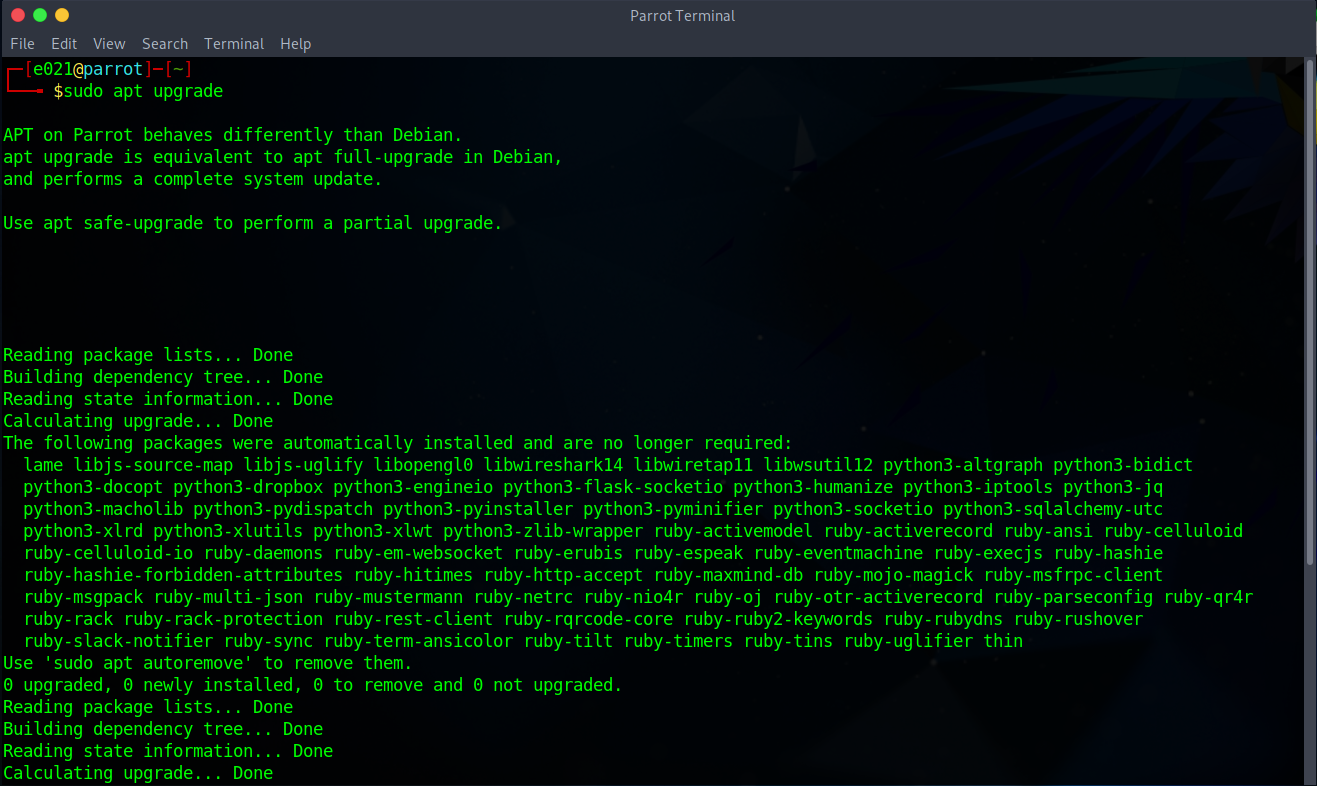 Parrot Terminal
File Edit View Search Terminal Help
┌─[e021@parrot]─[~]
└──╼ $sudo apt upgrade
APT on Parrot behaves differently than Debian.
apt upgrade is equivalent to apt full-upgrade in Debian,
and performs a complete system update.
Use apt safe-upgrade to perform a partial upgrade.
Reading package lists... Done
Building dependency tree... Done
Reading state information... Done
Calculating upgrade... Done
The following packages were automatically installed and are no longer required:
lame libjs-source-map libjs-uglify libopengl0 libwireshark14 libwiretap11 libwsutil12 python3-altgraph python3-bidict
python3-docopt python3-dropbox python3-engineio python3-flask-socketio python3-humanize python3-iptools python3-jq
python3-macholib python3-pydispatch python3-pyinstaller python3-pyminifier python3-socketio python3-sqlalchemy-utc
python3-xlrd python3-xlutils python3-xlwt python3-zlib-wrapper ruby-activemodel ruby-activerecord ruby-ansi ruby-celluloid
ruby-celluloid-io ruby-daemons ruby-em-websocket ruby-erubis ruby-espeak ruby-eventmachine ruby-execjs ruby-hashie
ruby-hashie-forbidden-attributes ruby-hitimes ruby-http-accept ruby-maxmind-db ruby-mojo-magick ruby-msfrpc-client
ruby-msgpack ruby-multi-json ruby-mustermann ruby-netrc ruby-nio4r ruby-oj ruby-otr-activerecord ruby-parseconfig ruby-qr4r
ruby-rack ruby-rack-protection ruby-rest-client ruby-rqrcode-core ruby-ruby2-keywords ruby-rubydns ruby-rushover
ruby-slack-notifier ruby-sync ruby-term-ansicolor ruby-tilt ruby-timers ruby-tins ruby-uglifier thin
Use 'sudo apt autoremove' to remove them.
0 upgraded, 0 newly installed, 0 to remove and 0 not upgraded.
Reading package lists... Done
Building dependency tree... Done
Reading state information... Done
Calculating upgrade... Done